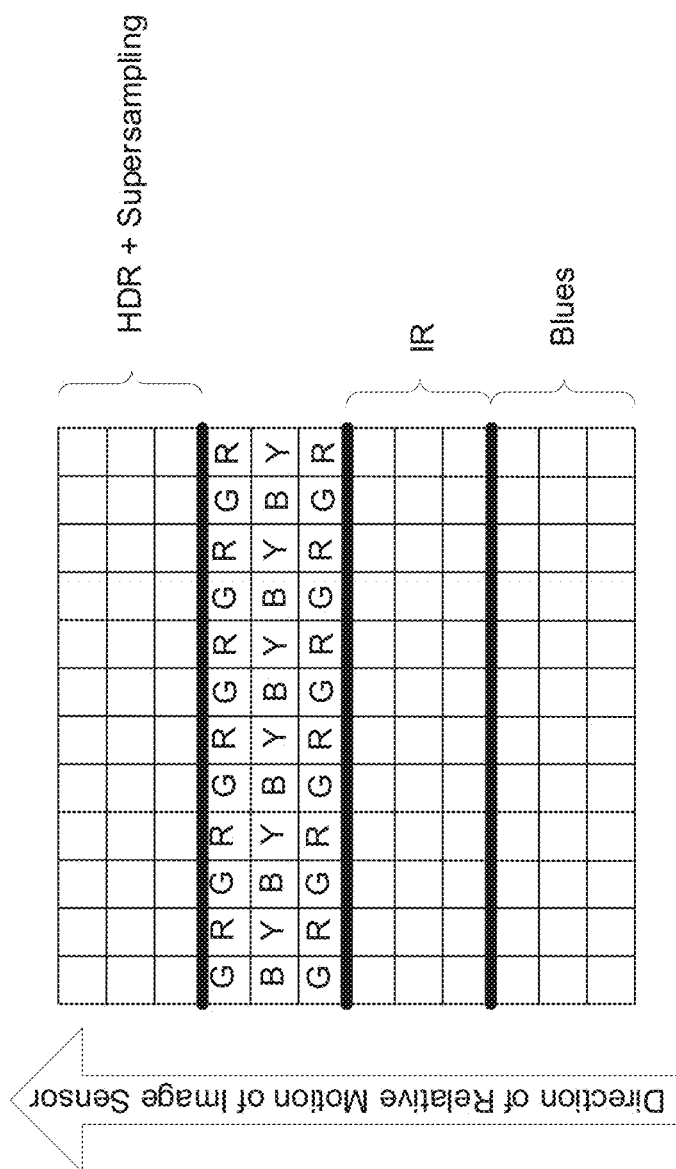 HDR + Supersampling
G R G R G R G R G R G R
B Y B Y B Y B Y B Y B Y
G R G R G R G R G R G R
IR
Blues
Direction of Relative Motion of Image Sensor